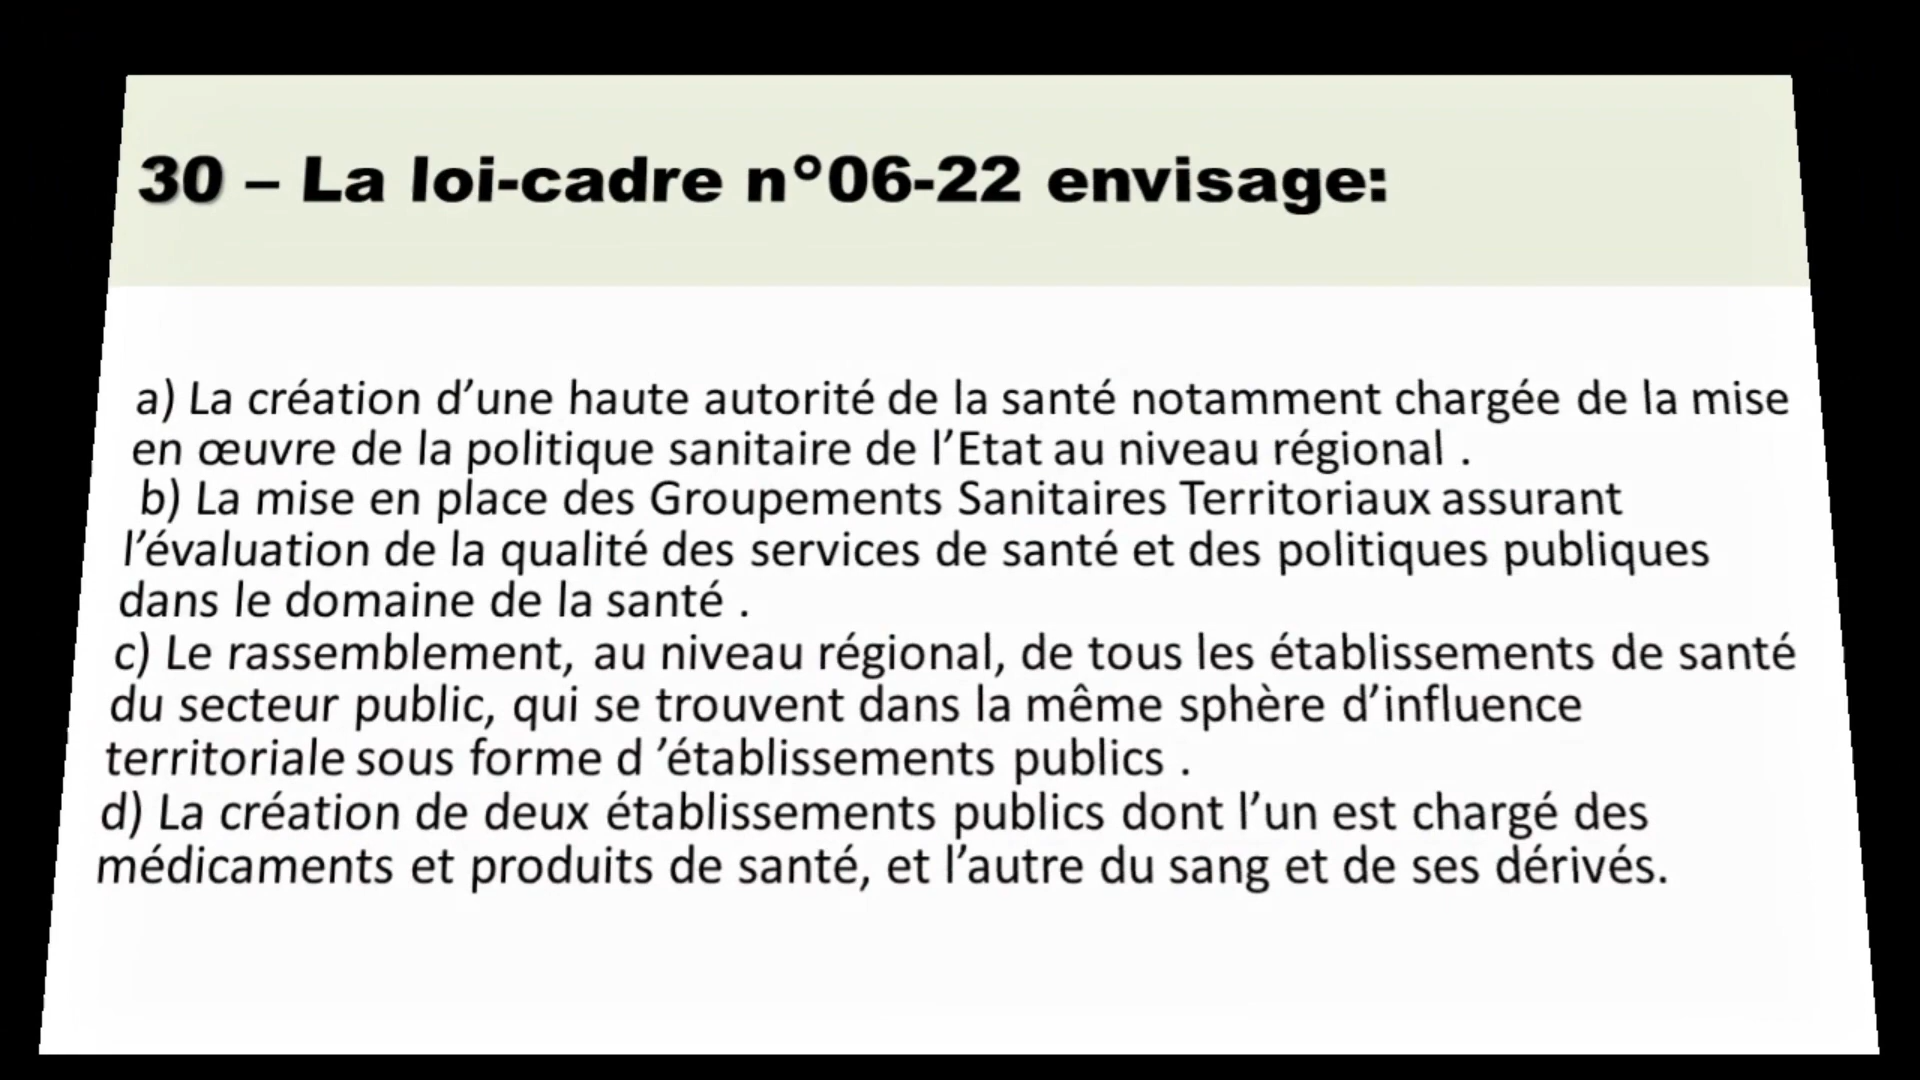 30 – La loi-cadre n°06-22 envisage:
a) La création d’une haute autorité de la santé notamment chargée de la mise
en œuvre de la politique sanitaire de l’Etat au niveau régional .
b) La mise en place des Groupements Sanitaires Territoriaux assurant
l’évaluation de la qualité des services de santé et des politiques publiques
dans le domaine de la santé .
c) Le rassemblement, au niveau régional, de tous les établissements de santé
du secteur public, qui se trouvent dans la même sphère d’influence
territoriale sous forme d ’établissements publics .
d) La création de deux établissements publics dont l’un est chargé des
médicaments et produits de santé, et l’autre du sang et de ses dérivés.